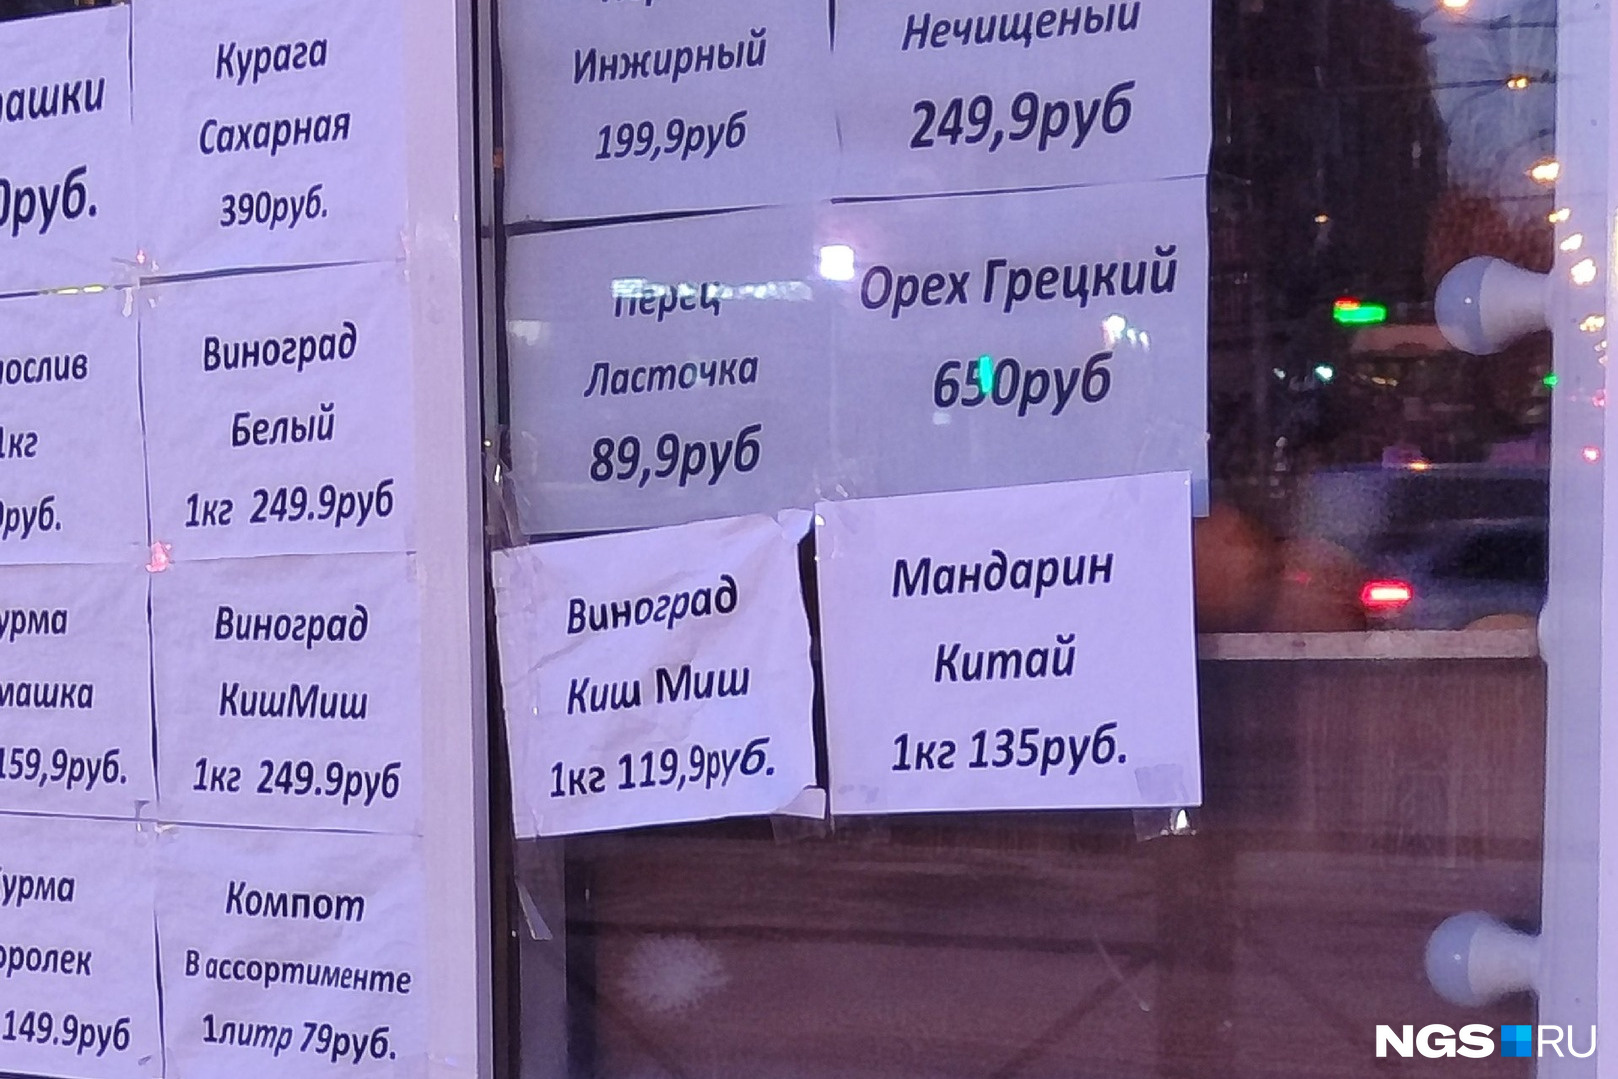 390руб.
Курага
Сахарная
1кг
Виноград
Белый
1кг 249.9руб
159,9руб.
Виноград
КишМиш
1кг 249.9руб
149.9руб
Компот
В ассортименте
1литр 79руб.
Инжирный
199,9руб
Нечищеный
249,9руб
Перец
Ласточка
89,9руб
Орех Грецкий
650руб
Виноград
Киш Миш
1кг 119,9руб.
Мандарин
Китай
1кг 135руб.
NGS RU